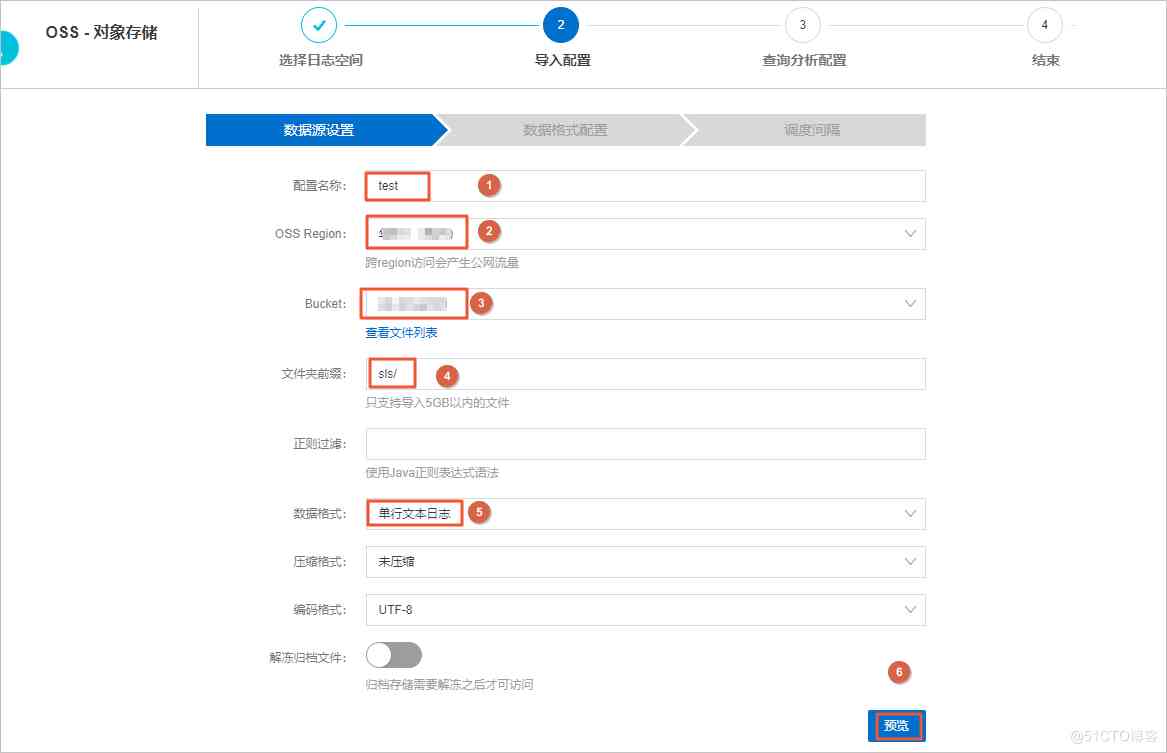 OSS - 对象存储
2
3
4
选择日志空间
导入配置
查询分析配置
结束
数据源设置
数据格式配置
调度间隔
配置名称:
test
1
OSS Region:
2
跨region访问会产生公网流量
Bucket:
3
查看文件列表
文件夹前缀:
sls/
4
只支持导入5GB以内的文件
正则过滤:
使用Java正则表达式语法
数据格式:
单行文本日志
5
压缩格式:
未压缩
编码格式:
UTF-8
解冻归档文件:
归档存储需要解冻之后才可访问
6
预览
@51CTO博客